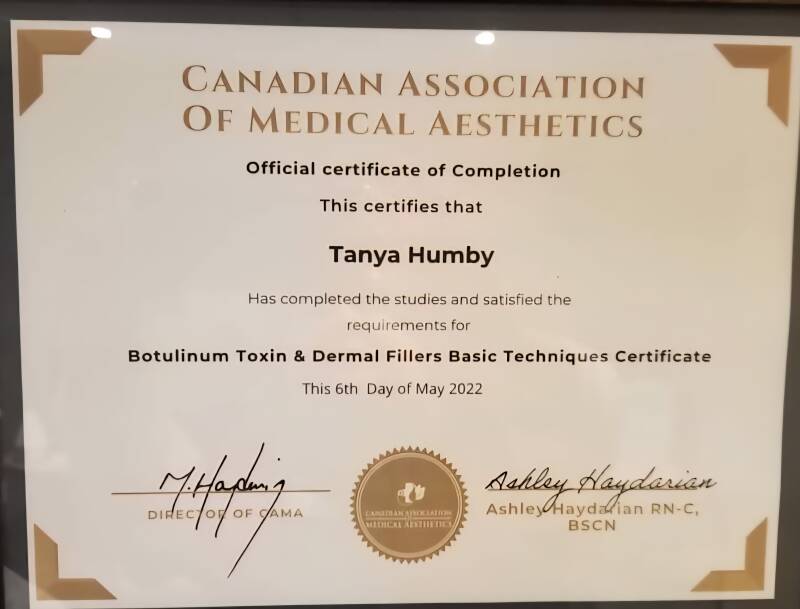 CANADIAN ASSOCIATION
OF MEDICAL AESTHETICS
Official certificate of Completion
This certifies that
Tanya Humby
Has completed the studies and satisfied the
requirements for
Botulinum Toxin & Dermal Fillers Basic Techniques Certificate
This 6th Day of May 2022
DIRECTOR OF CAMA
CANADIAN ASSOCIATION
MEDICAL AESTHETICS
Ashley Haydarian
Ashley Haydarian RN-C,
BSCN